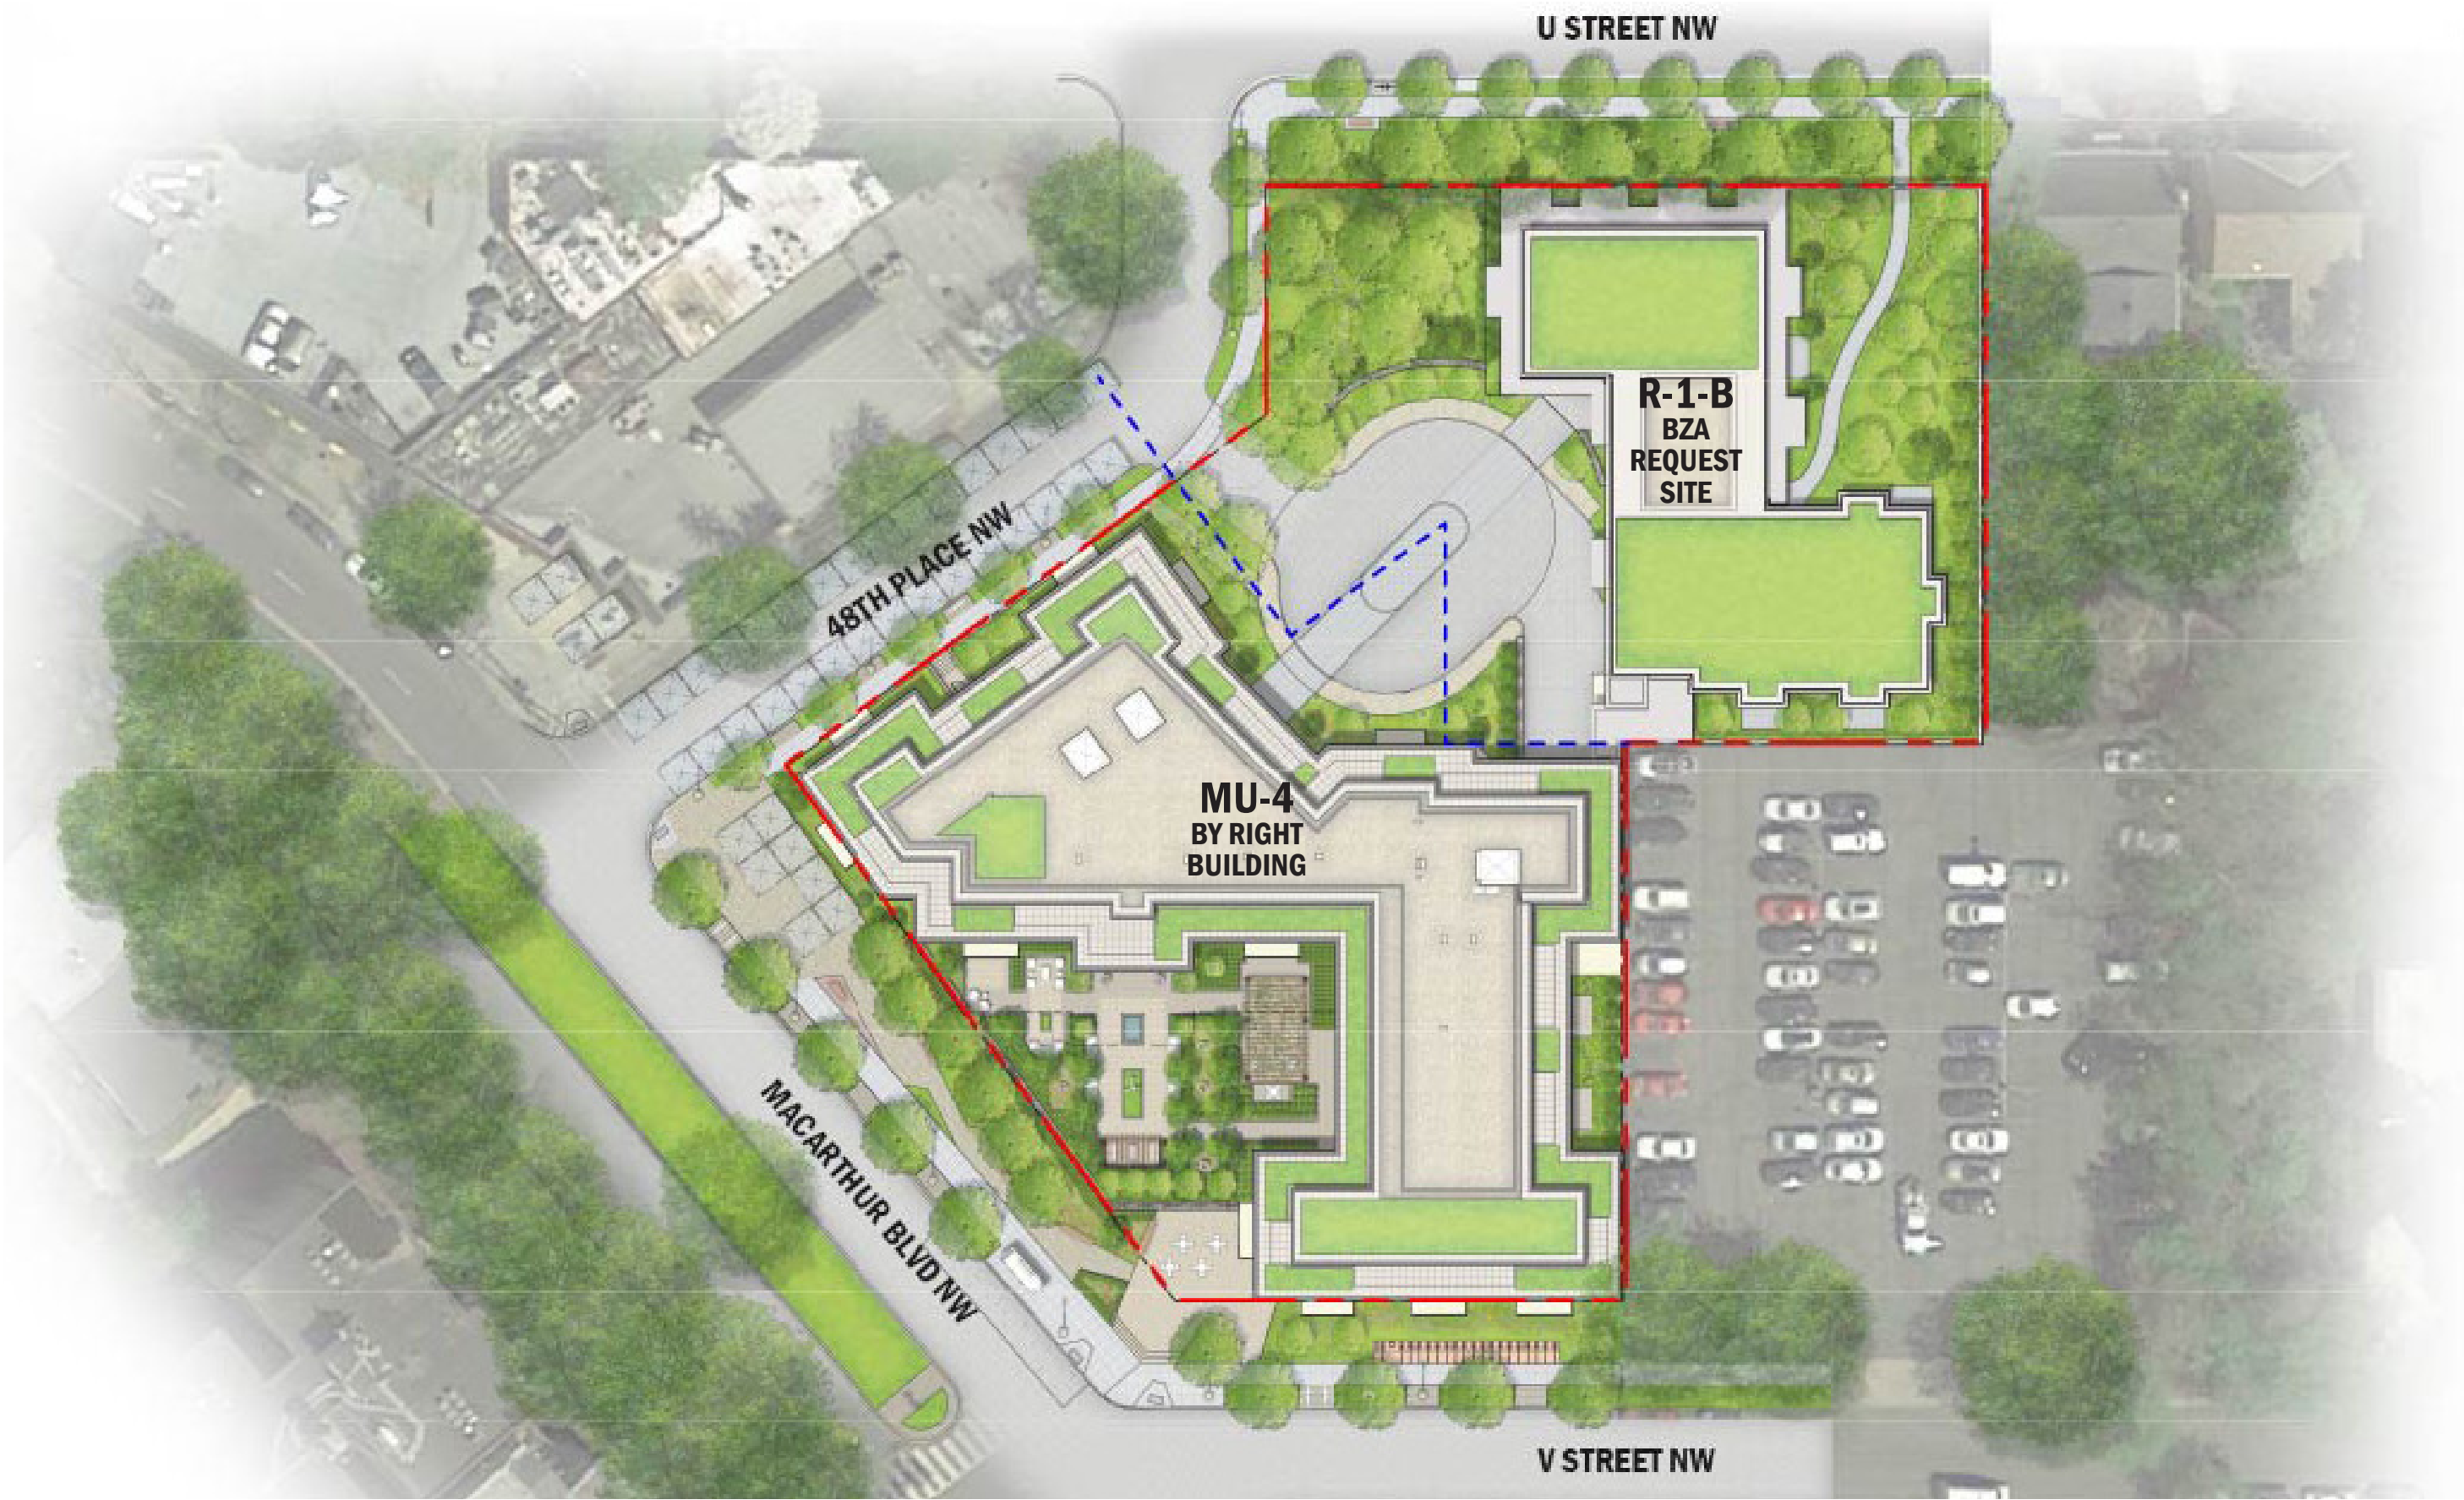 U STREET NW
R-1-B
BZA
REQUEST
SITE
48TH PLACE NW
MU-4
BY RIGHT
BUILDING
MACARTHUR BLVD NW
V STREET NW